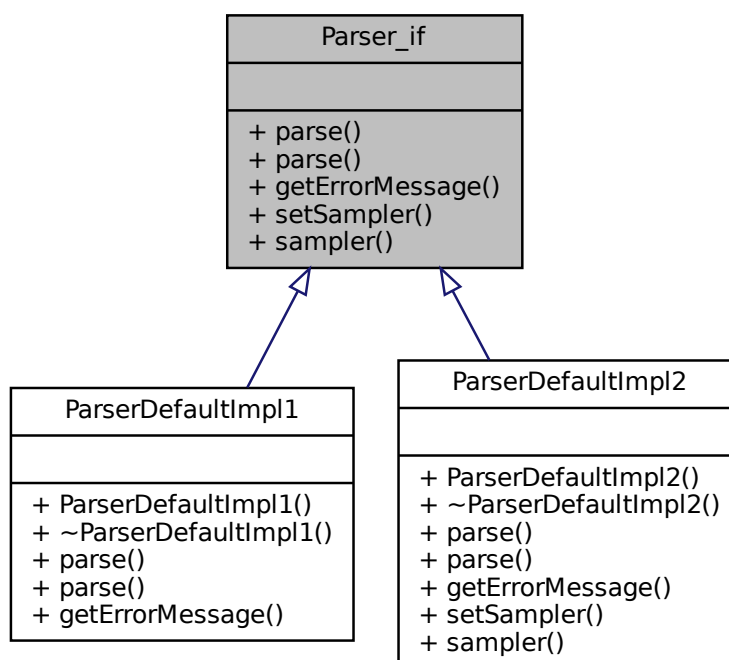 Parser_if
+ parse()
+ parse()
+ getErrorMessage()
+ setSampler()
+ sampler()
ParserDefaultImpl1
+ ParserDefaultImpl1()
+ ~ParserDefaultImpl1()
+ parse()
+ parse()
+ getErrorMessage()
ParserDefaultImpl2
+ ParserDefaultImpl2()
+ ~ParserDefaultImpl2()
+ parse()
+ parse()
+ getErrorMessage()
+ setSampler()
+ sampler()